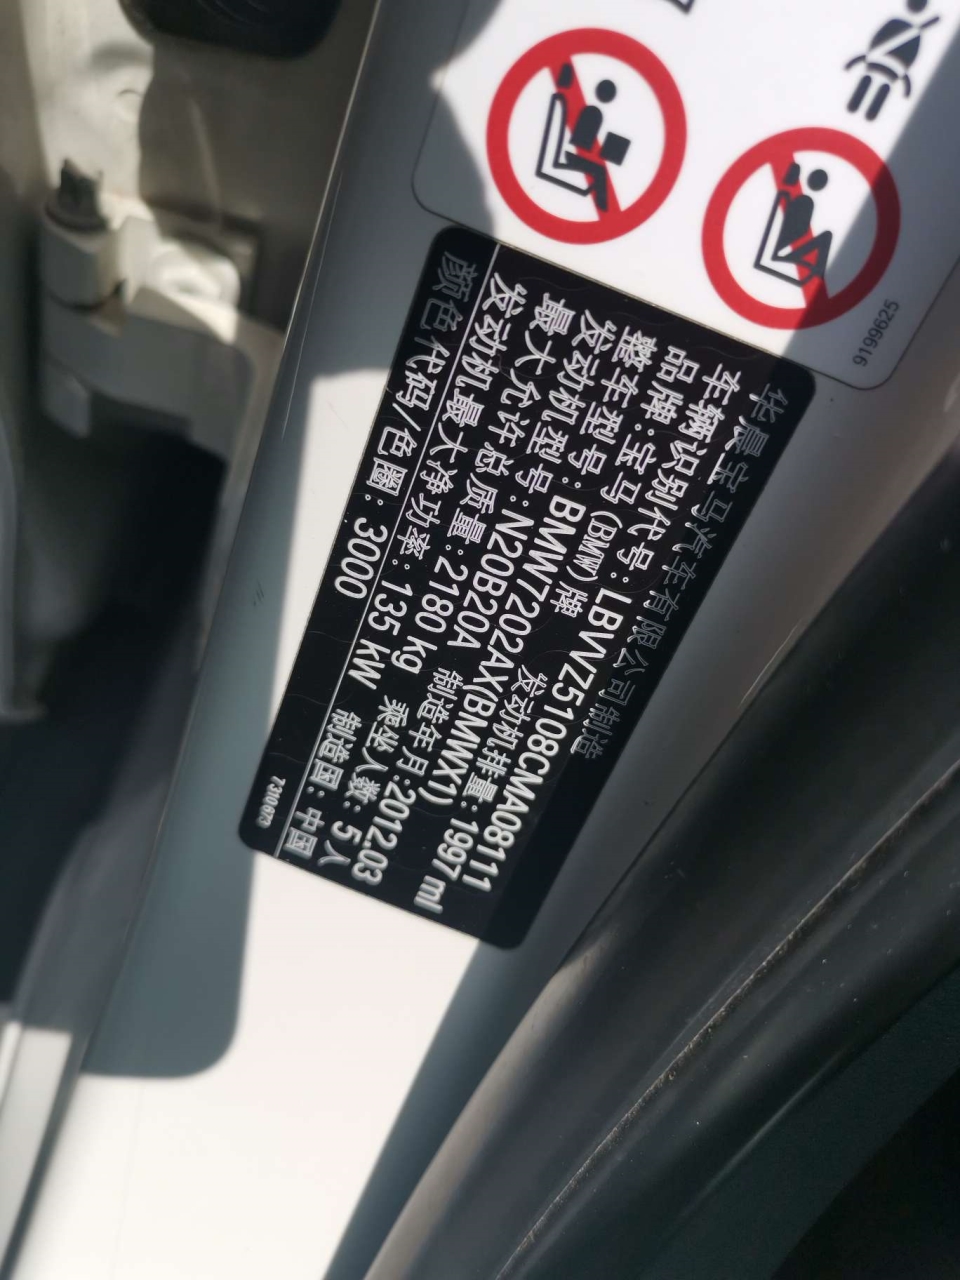 华晨宝马汽车有限公司制造
车辆识别代号：LBVVZ5108CMA08111
品牌：宝马 (BMW) 牌 发动机排量：1997 ml
整车型号：BMW7202AX(BMWX1)
发动机型号：N20B20A 制造年月：2012.03
最大允许总质量：2180 kg 乘坐人数：5 人
发动机最大净功率：135 kW 制造国：中国
颜色代码/色圈：3000
7310673
9199625